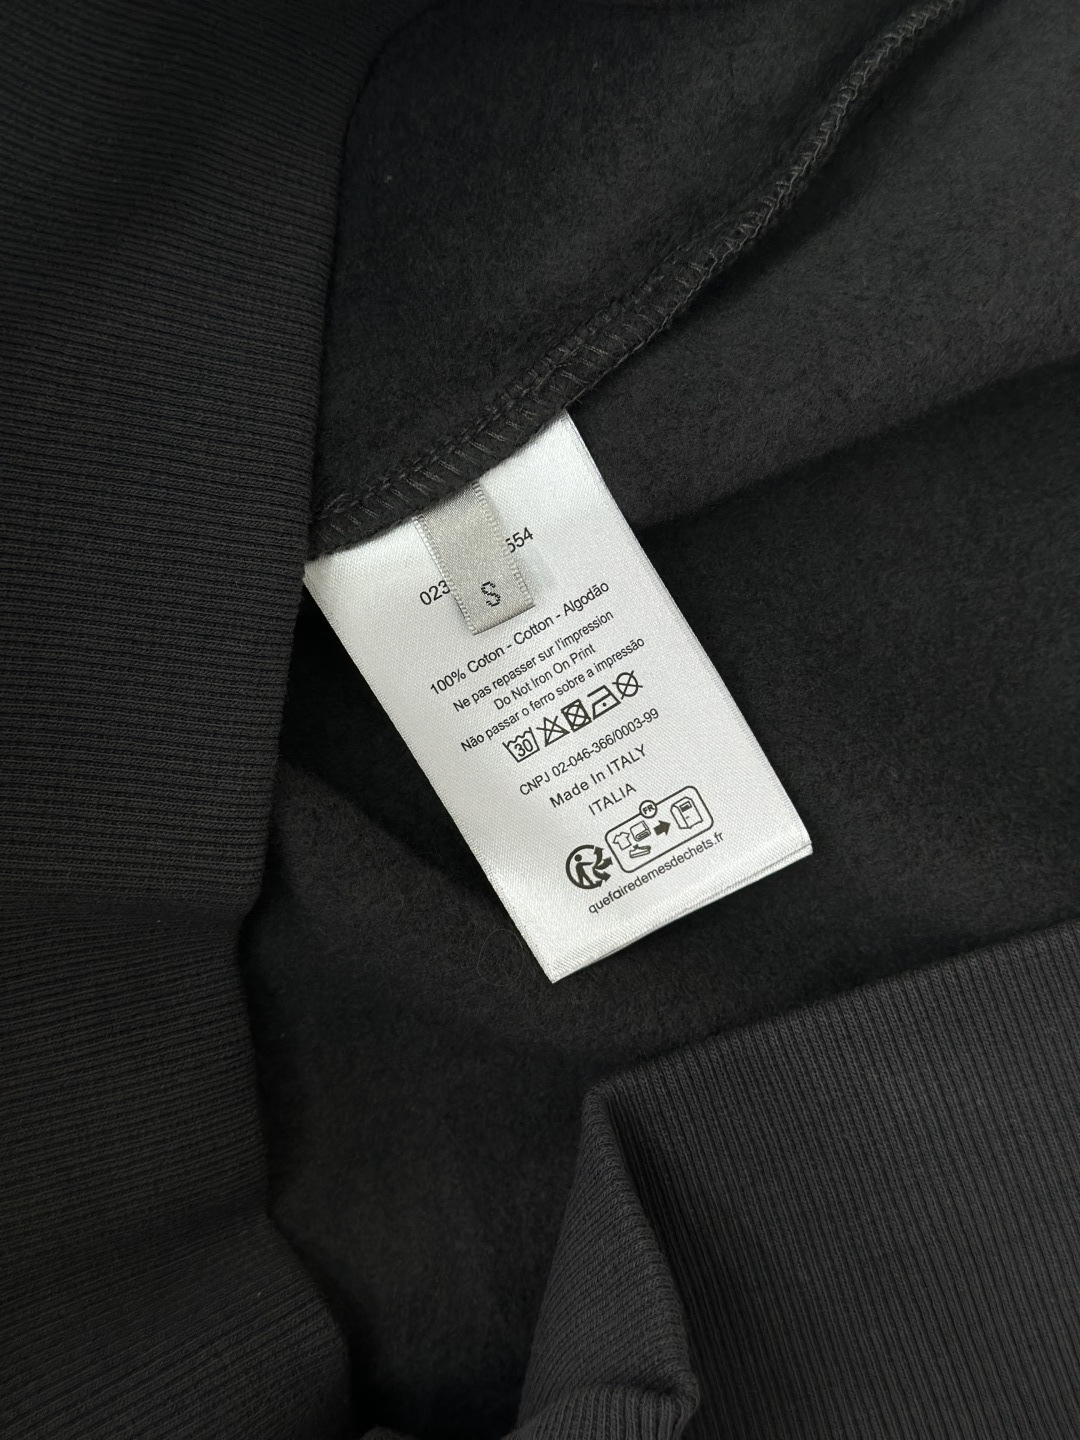 023 554
S
100% Coton - Cotton - Algodão
Ne pas repasser sur l'impression
Do Not Iron On Print
Não passar o ferro sobre a impressão
30
CNPJ 02-046-366/0003-99
Made In ITALY
ITALIA
FR
quefairedemesdechets.fr